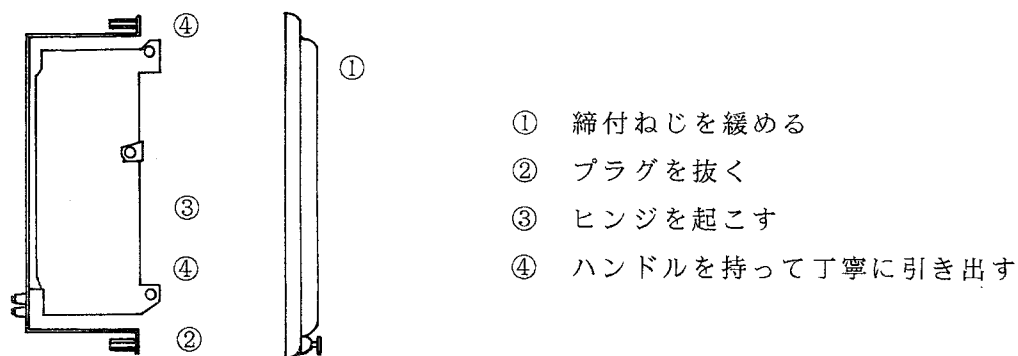 ④
①
③
④
②
① 締付ねじを緩める
② プラグを抜く
③ ヒンジを起こす
④ ハンドルを持って丁寧に引き出す